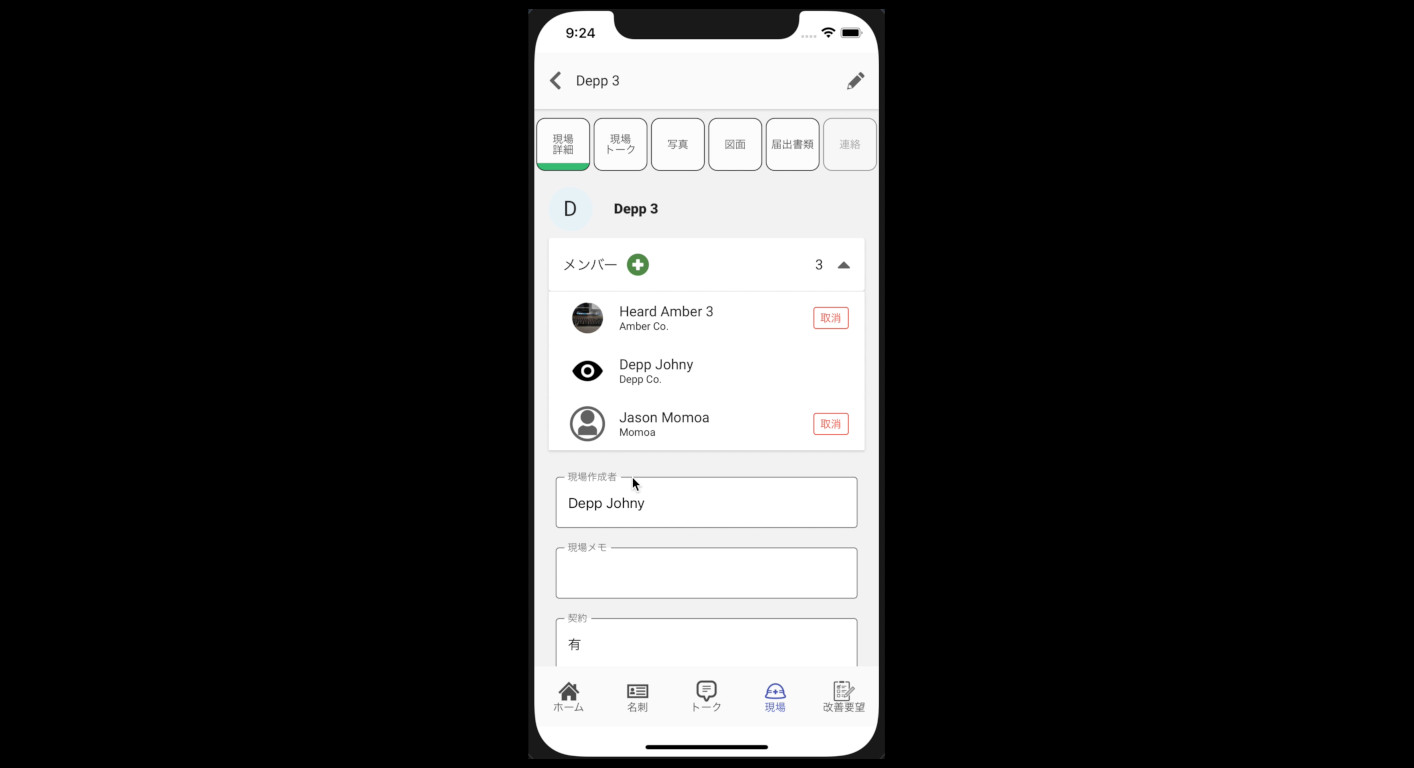 9:24
Depp 3
現場
詳細
現場
トーク
写真
図面
届出書類
連絡
D
Depp 3
メンバー
3
Heard Amber 3
Amber Co.
取消
Depp Johny
Depp Co.
Jason Momoa
Momoa
取消
現場作成者
Depp Johny
現場メモ
契約
有
ホーム
名刺
トーク
現場
改善要望